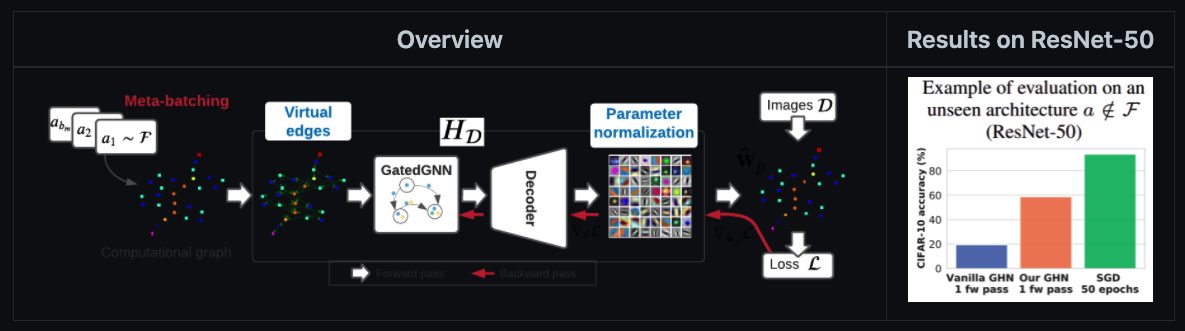 Overview
Results on ResNet-50
Meta-batching
a_{b_m}
a_2
a_1 ~ 𝓕
Computational graph
Virtual
edges
H_𝒟
GatedGNN
Decoder
Parameter
normalization
Images 𝒟
ŵ_p
Loss 𝓛
∇_θ 𝓛
∇_{ŵ_p} 𝓛
Forward pass
Backward pass
Example of evaluation on an
unseen architecture a ∉ 𝓕
(ResNet-50)
CIFAR-10 accuracy (%)
80
60
40
20
0
Vanilla GHN
1 fw pass
Our GHN
1 fw pass
SGD
50 epochs